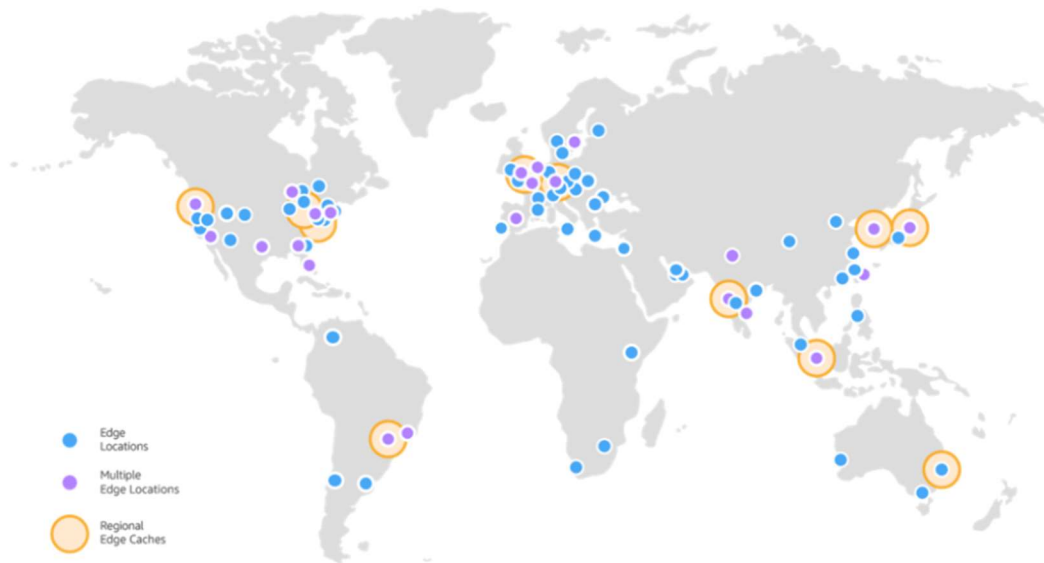 Edge
Locations
Multiple
Edge Locations
Regional
Edge Caches